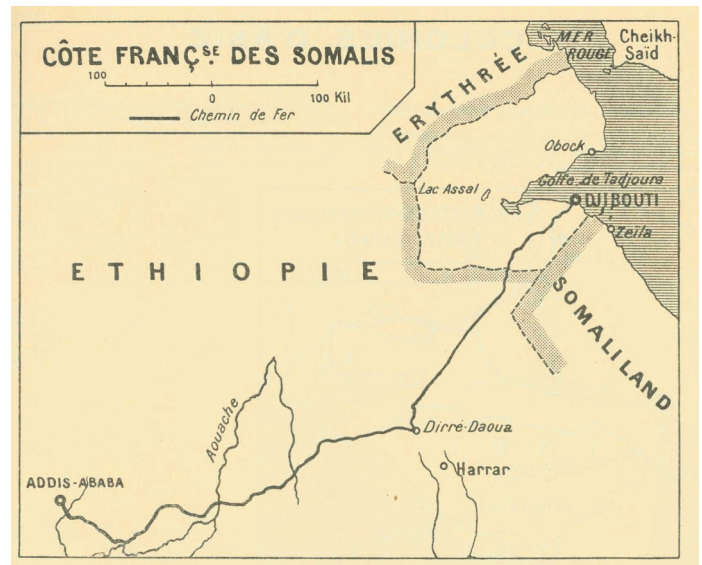 CÔTE FRANÇSE. DES SOMALIS
100
0
100 Kil
Chemin de Fer
MER
ROUGE
Cheikh-
Saïd
ERYTHRÉE
Obock
Golfe de Tadjoura
Lac Assal
DJIBOUTI
Zeila
ETHIOPIE
SOMALILAND
Aouache
Dirré-Daoua
Harrar
ADDIS-ABABA